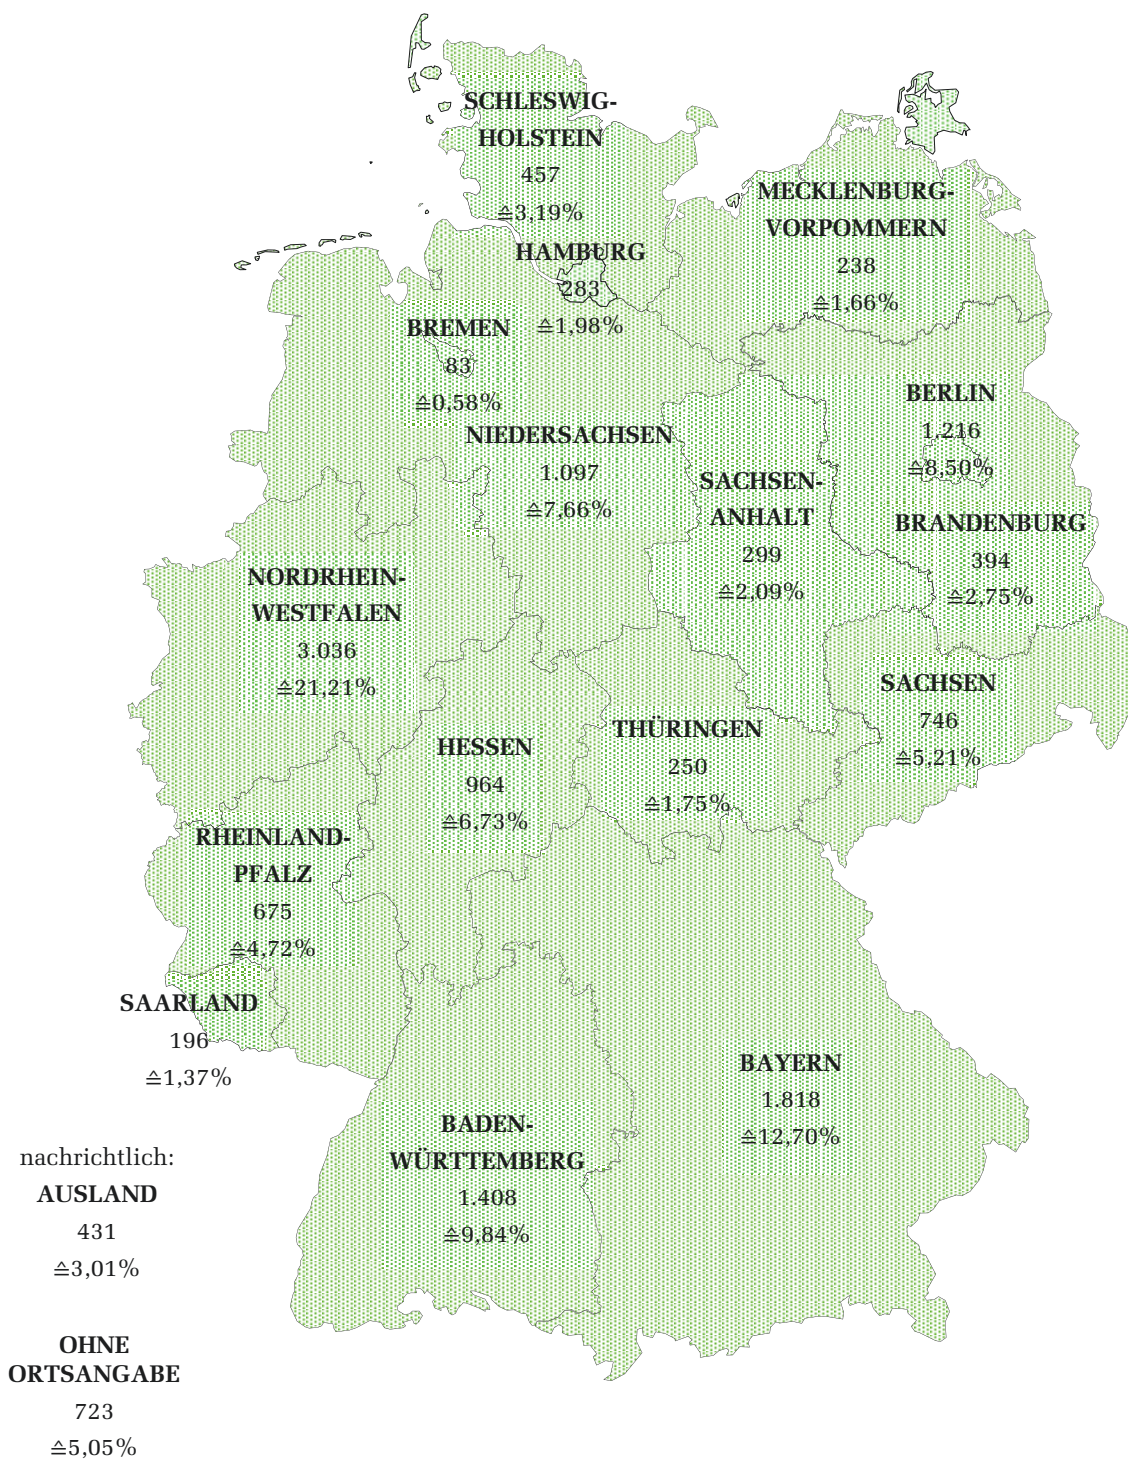 SCHLESWIG-
HOLSTEIN
457
≙3,19%
MECKLENBURG-
VORPOMMERN
238
≙1,66%
HAMBURG
283
≙1,98%
BREMEN
83
≙0,58%
BERLIN
1.216
≙8,50%
NIEDERSACHSEN
1.097
≙7,66%
SACHSEN-
ANHALT
299
≙2,09%
BRANDENBURG
394
≙2,75%
NORDRHEIN-
WESTFALEN
3.036
≙21,21%
SACHSEN
746
≙5,21%
THÜRINGEN
250
≙1,75%
HESSEN
964
≙6,73%
RHEINLAND-
PFALZ
675
≙4,72%
SAARLAND
196
≙1,37%
BAYERN
1.818
≙12,70%
BADEN-
WÜRTTEMBERG
1.408
≙9,84%
nachrichtlich:
AUSLAND
431
≙3,01%
OHNE
ORTSANGABE
723
≙5,05%